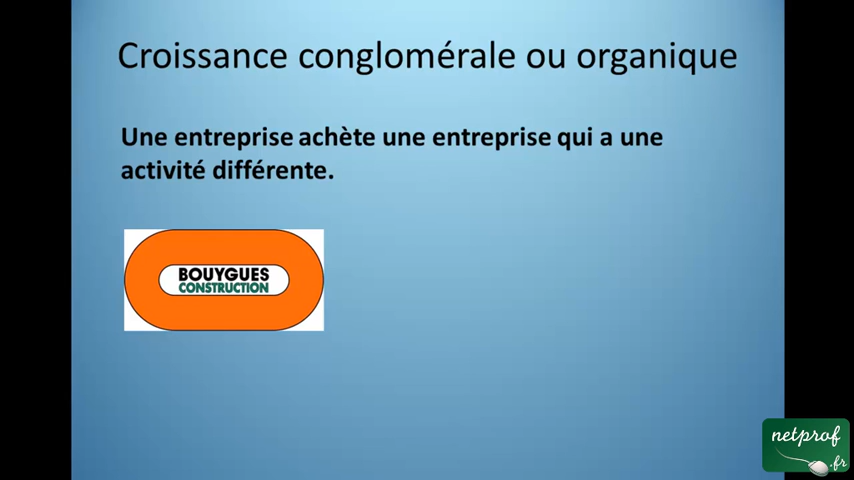 Croissance conglomérale ou organique
Une entreprise achète une entreprise qui a une
activité différente.
BOUYGUES
CONSTRUCTION
netprof
.fr